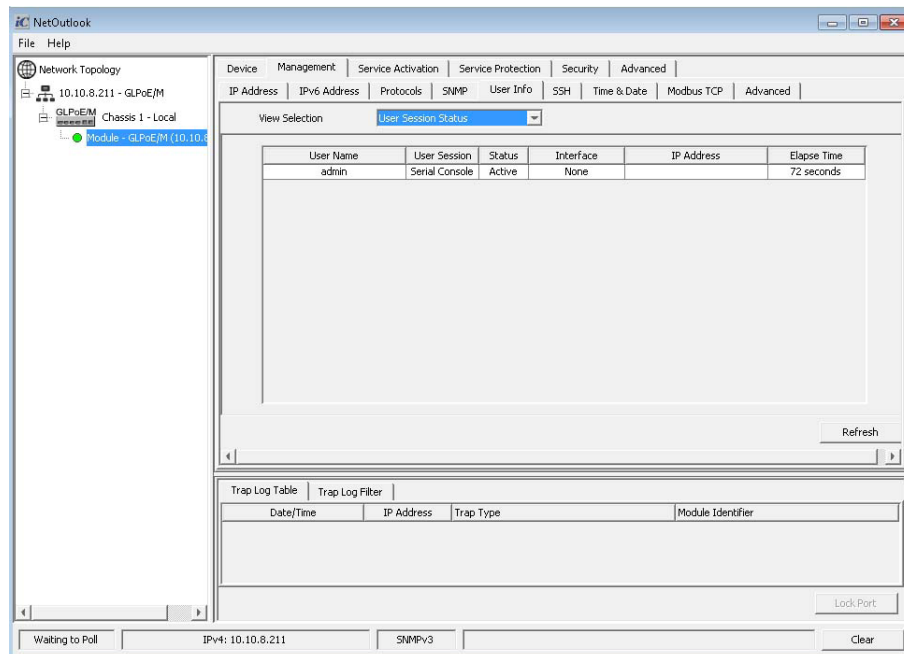 iC NetOutlook
File Help
Network Topology
10.10.8.211 - GLPoE/M
GLPoE/M Chassis 1 - Local
Module - GLPoE/M (10.10.8
Device Management Service Activation Service Protection Security Advanced
IP Address IPv6 Address Protocols SNMP User Info SSH Time & Date Modbus TCP Advanced
View Selection User Session Status
User Name User Session Status Interface IP Address Elapse Time
admin Serial Console Active None 72 seconds
Refresh
Trap Log Table Trap Log Filter
Date/Time IP Address Trap Type Module Identifier
Lock Port
Waiting to Poll IPv4: 10.10.8.211 SNMPv3 Clear